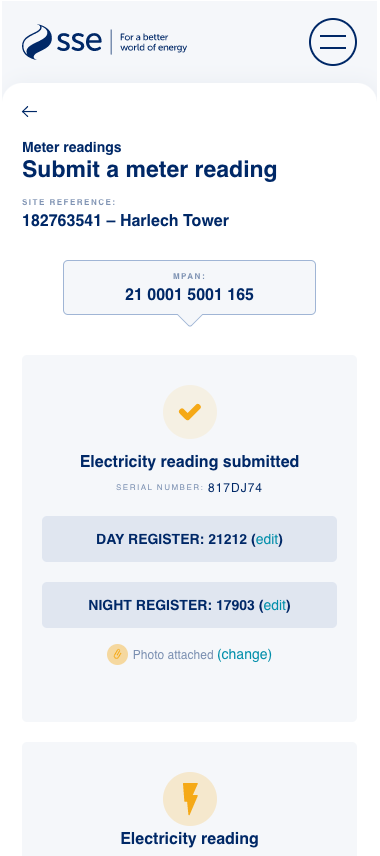 sse
For a better
world of energy
Meter readings
Submit a meter reading
SITE REFERENCE:
182763541 – Harlech Tower
MPAN:
21 0001 5001 165
Electricity reading submitted
SERIAL NUMBER: 817DJ74
DAY REGISTER: 21212 (edit)
NIGHT REGISTER: 17903 (edit)
Photo attached (change)
Electricity reading